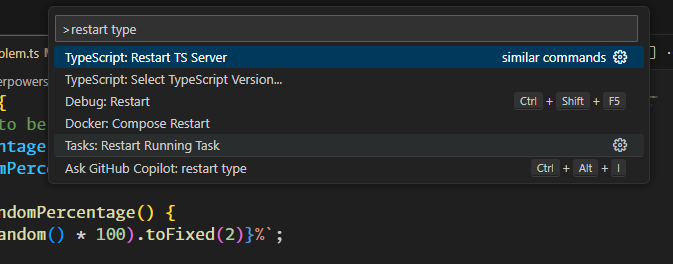 >restart type
olem.ts
TypeScript: Restart TS Server similar commands
TypeScript: Select TypeScript Version...
erpowers
Debug: Restart Ctrl + Shift + F5
{
to be
Docker: Compose Restart
Tasks: Restart Running Task
Ask GitHub Copilot: restart type Ctrl + Alt + I
ndomPercentage() {
andom() * 100).toFixed(2)}%`;